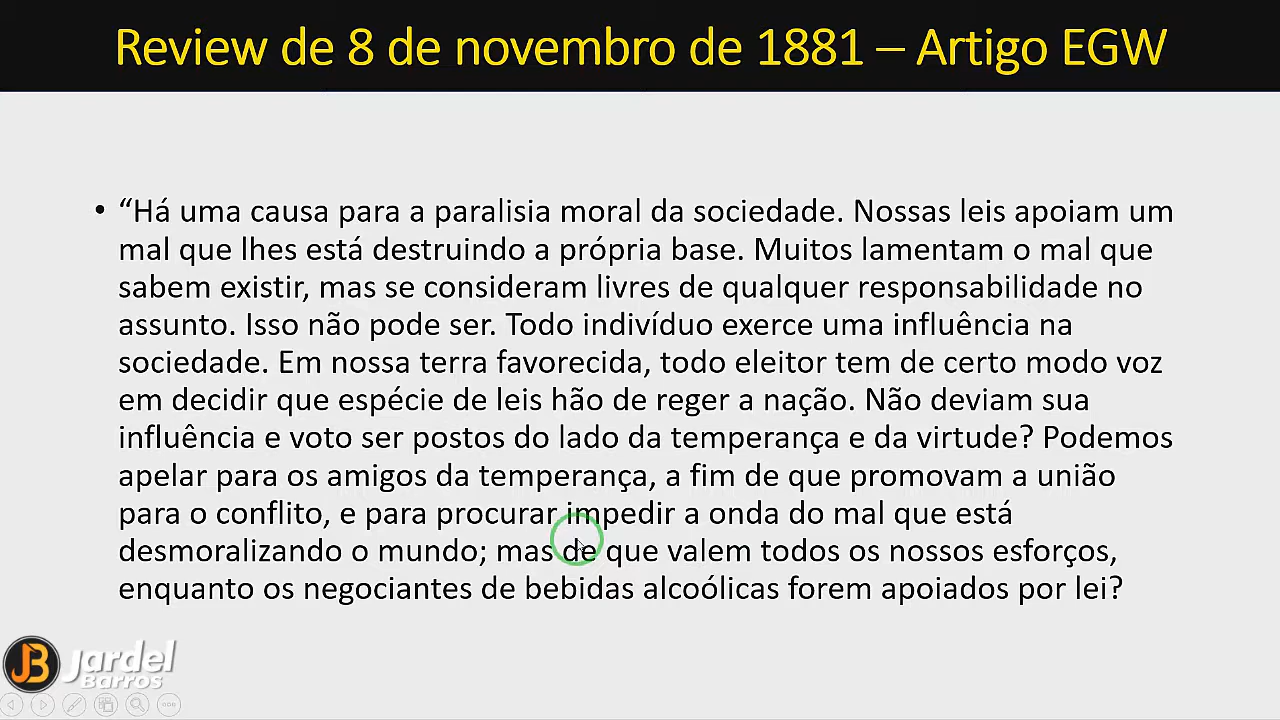 Review de 8 de novembro de 1881 – Artigo EGW
• “Há uma causa para a paralisia moral da sociedade. Nossas leis apoiam um
mal que lhes está destruindo a própria base. Muitos lamentam o mal que
sabem existir, mas se consideram livres de qualquer responsabilidade no
assunto. Isso não pode ser. Todo indivíduo exerce uma influência na
sociedade. Em nossa terra favorecida, todo eleitor tem de certo modo voz
em decidir que espécie de leis hão de reger a nação. Não deviam sua
influência e voto ser postos do lado da temperança e da virtude? Podemos
apelar para os amigos da temperança, a fim de que promovam a união
para o conflito, e para procurar impedir a onda do mal que está
desmoralizando o mundo; mas de que valem todos os nossos esforços,
enquanto os negociantes de bebidas alcoólicas forem apoiados por lei?
JB Jardel
Barros